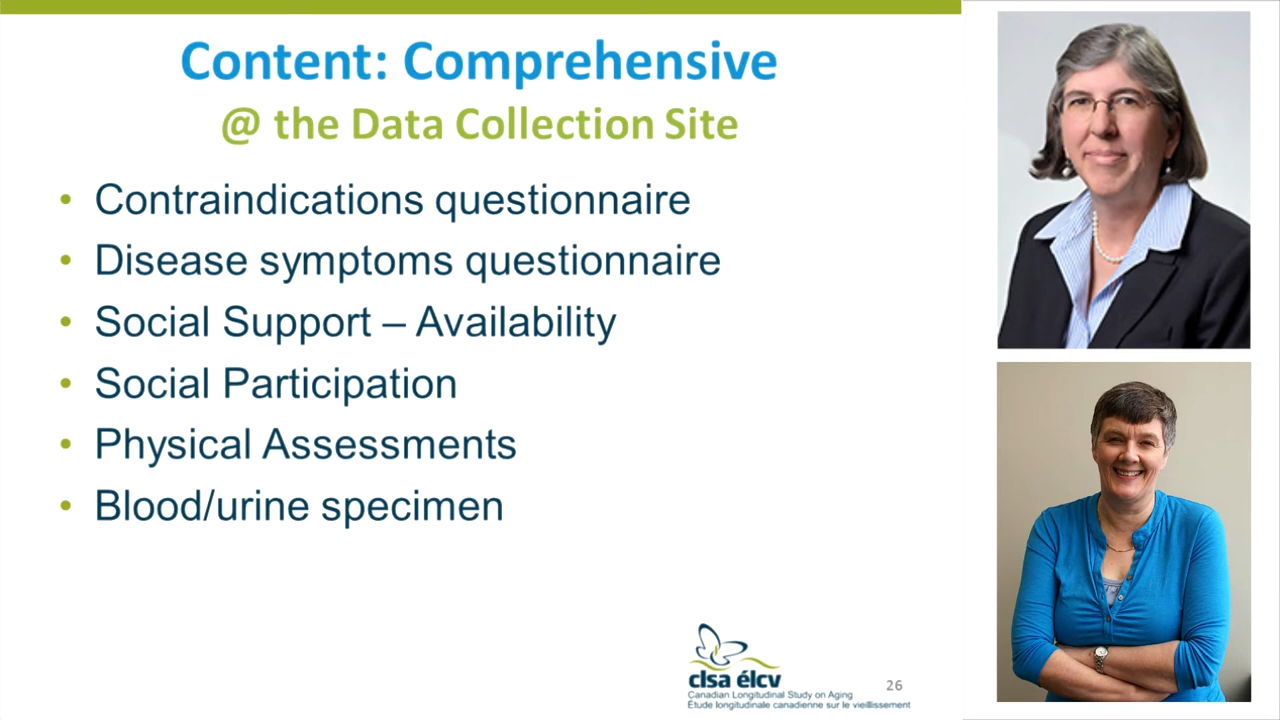 Content: Comprehensive
@ the Data Collection Site
• Contraindications questionnaire
• Disease symptoms questionnaire
• Social Support – Availability
• Social Participation
• Physical Assessments
• Blood/urine specimen
clsa élcv
Canadian Longitudinal Study on Aging
Étude longitudinale canadienne sur le vieillissement
26